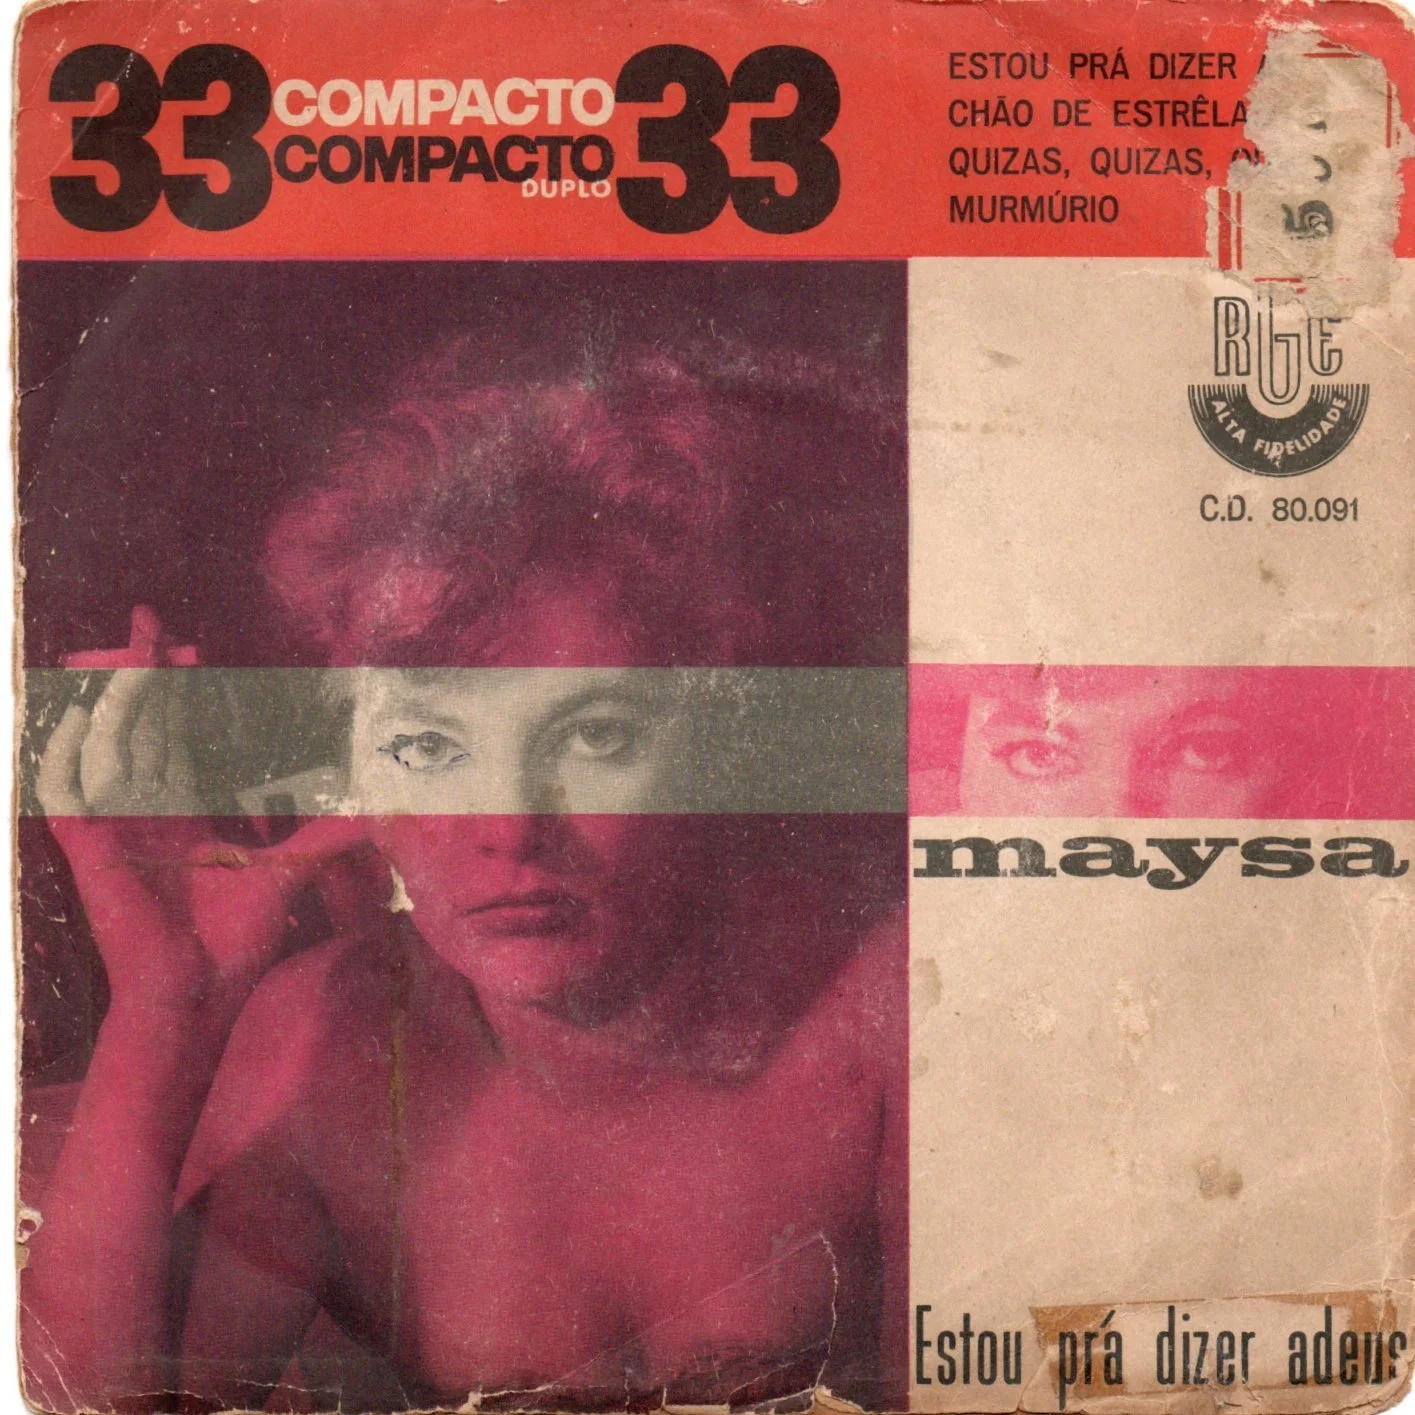 33 COMPACTO 33
COMPACTO
DUPLO
ESTOU PRÁ DIZER
CHÃO DE ESTRÊLA
QUIZAS, QUIZAS,
MURMÚRIO
RGE
ALTA FIDELIDADE
C.D. 80.091
maysa
Estou prá dizer adeus